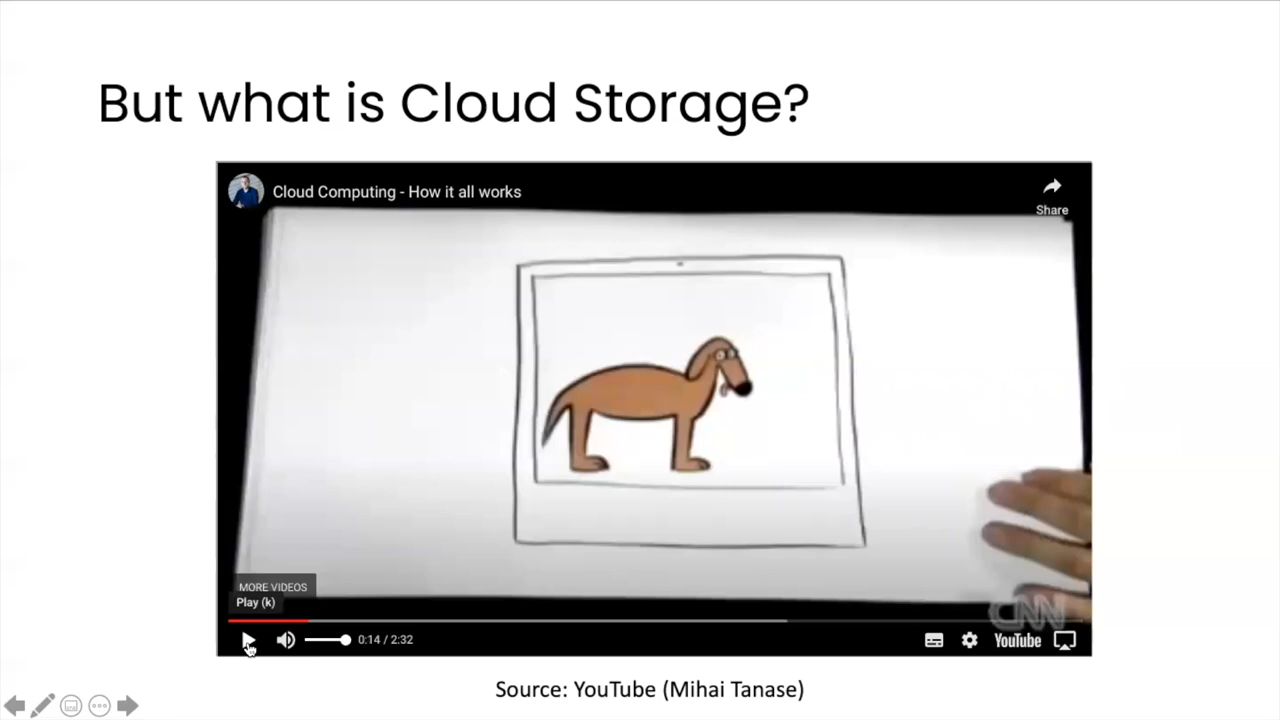 But what is Cloud Storage?
Cloud Computing - How it all works
Share
MORE VIDEOS
Play (k)
CNN
0:14 / 2:32
YouTube
Source: YouTube (Mihai Tanase)